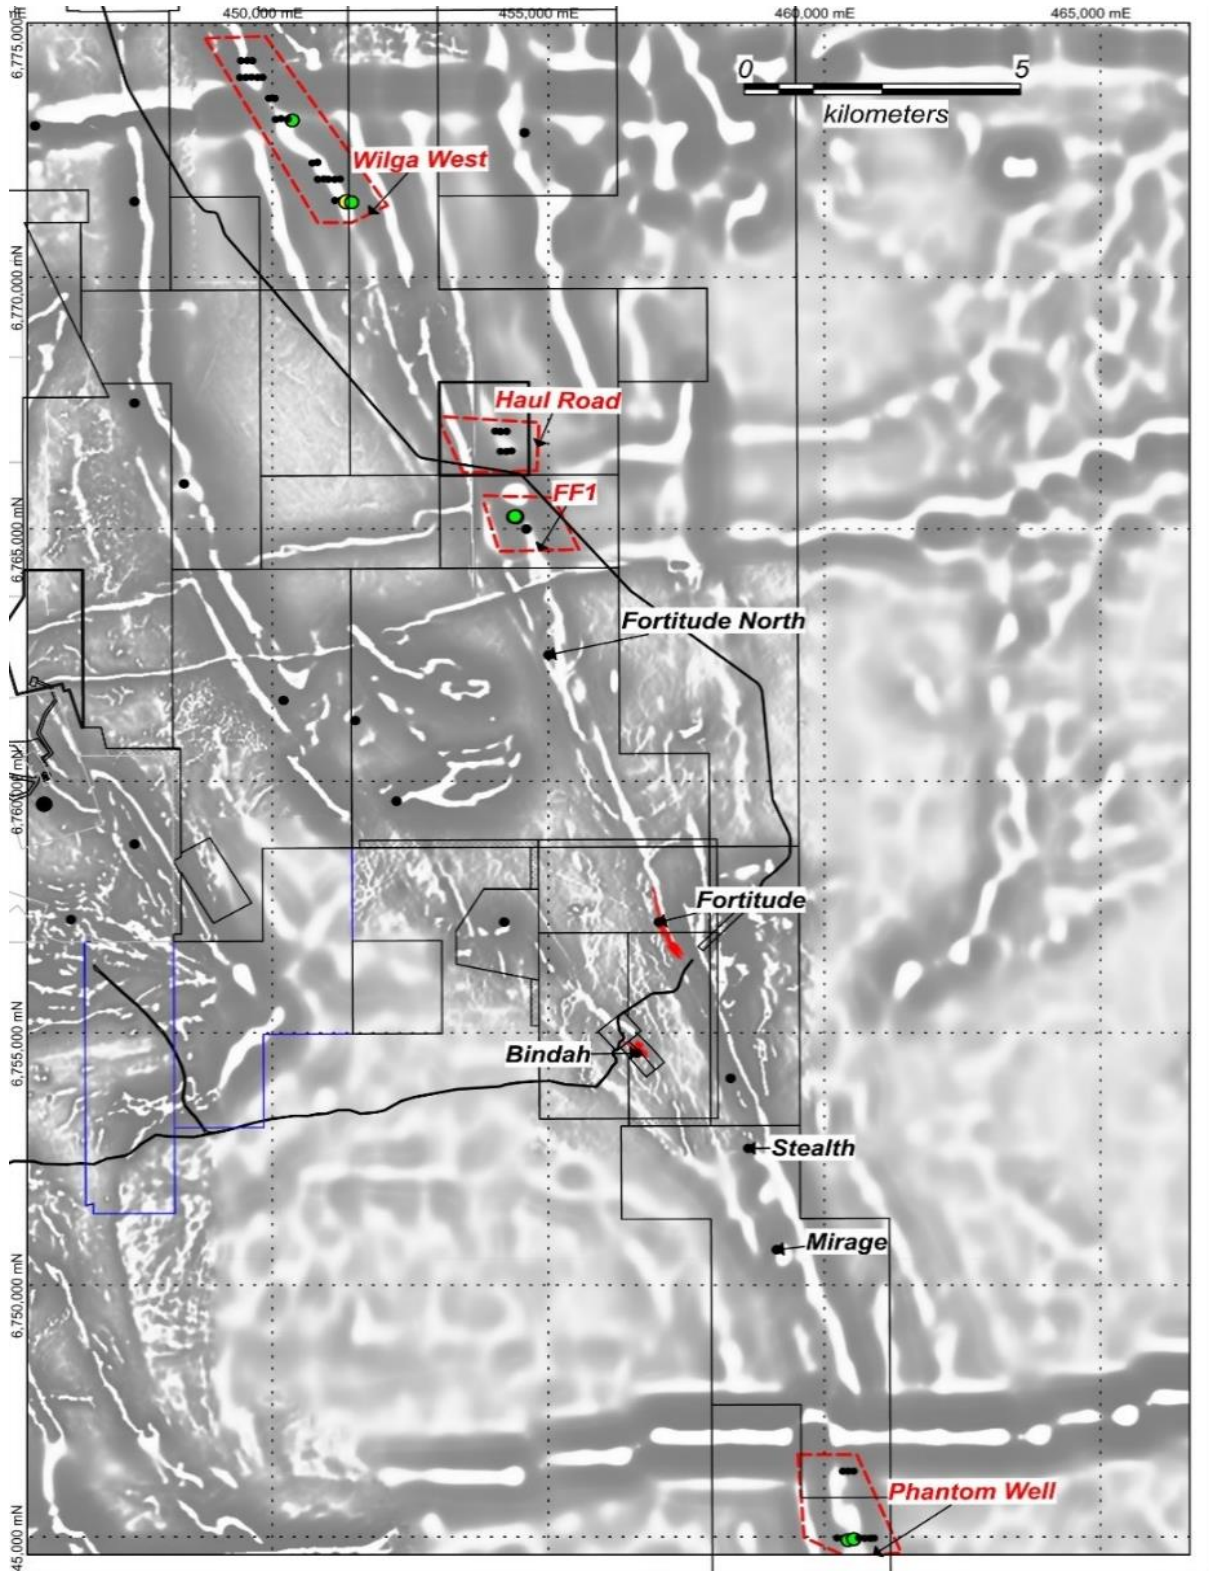 450,000 mE
455,000 mE
460,000 mE
465,000 mE
6,775,000 mN
0
5
kilometers
Wilga West
6,770,000 mN
Haul Road
FF1
6,765,000 mN
Fortitude North
6,760,000 mN
Fortitude
6,755,000 mN
Bindah
Stealth
Mirage
6,750,000 mN
Phantom Well
45,000 mN